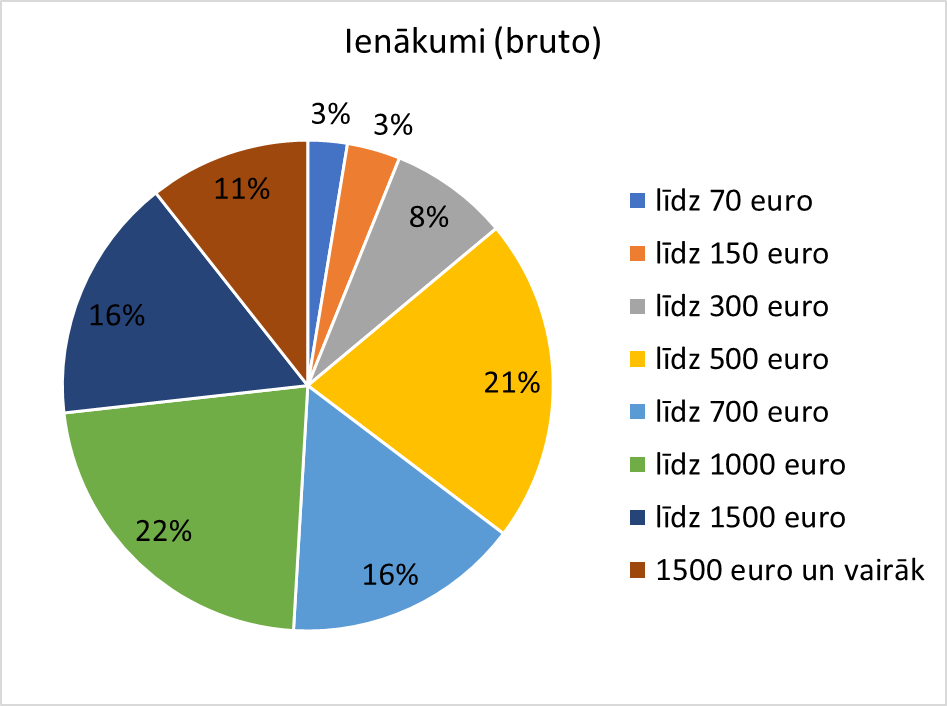 Ienākumi (bruto)
3%
3%
8%
21%
16%
22%
16%
11%
līdz 70 euro
līdz 150 euro
līdz 300 euro
līdz 500 euro
līdz 700 euro
līdz 1000 euro
līdz 1500 euro
1500 euro un vairāk